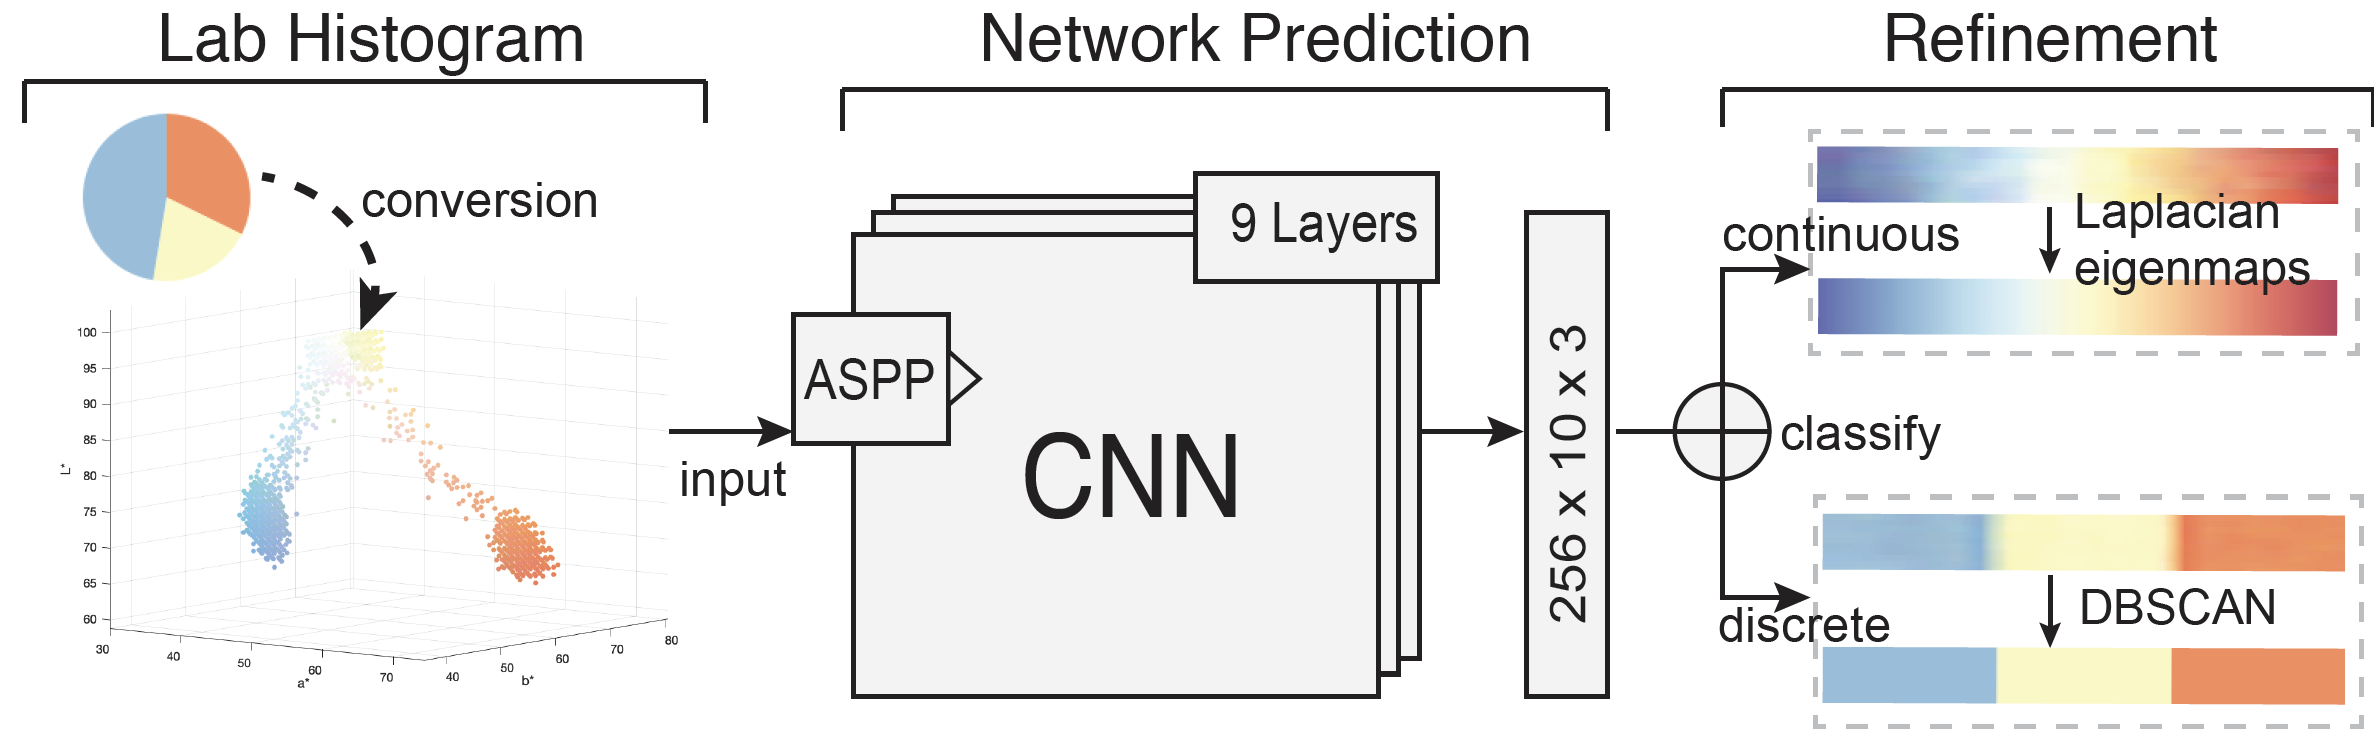 Lab Histogram
Network Prediction
Refinement
conversion
100
95
90
85
80
75
70
65
60
L*
30
40
50
60
70
a*
40
50
60
70
80
b*
input
ASPP
9 Layers
CNN
256 x 10 x 3
classify
continuous
Laplacian
eigenmaps
discrete
DBSCAN